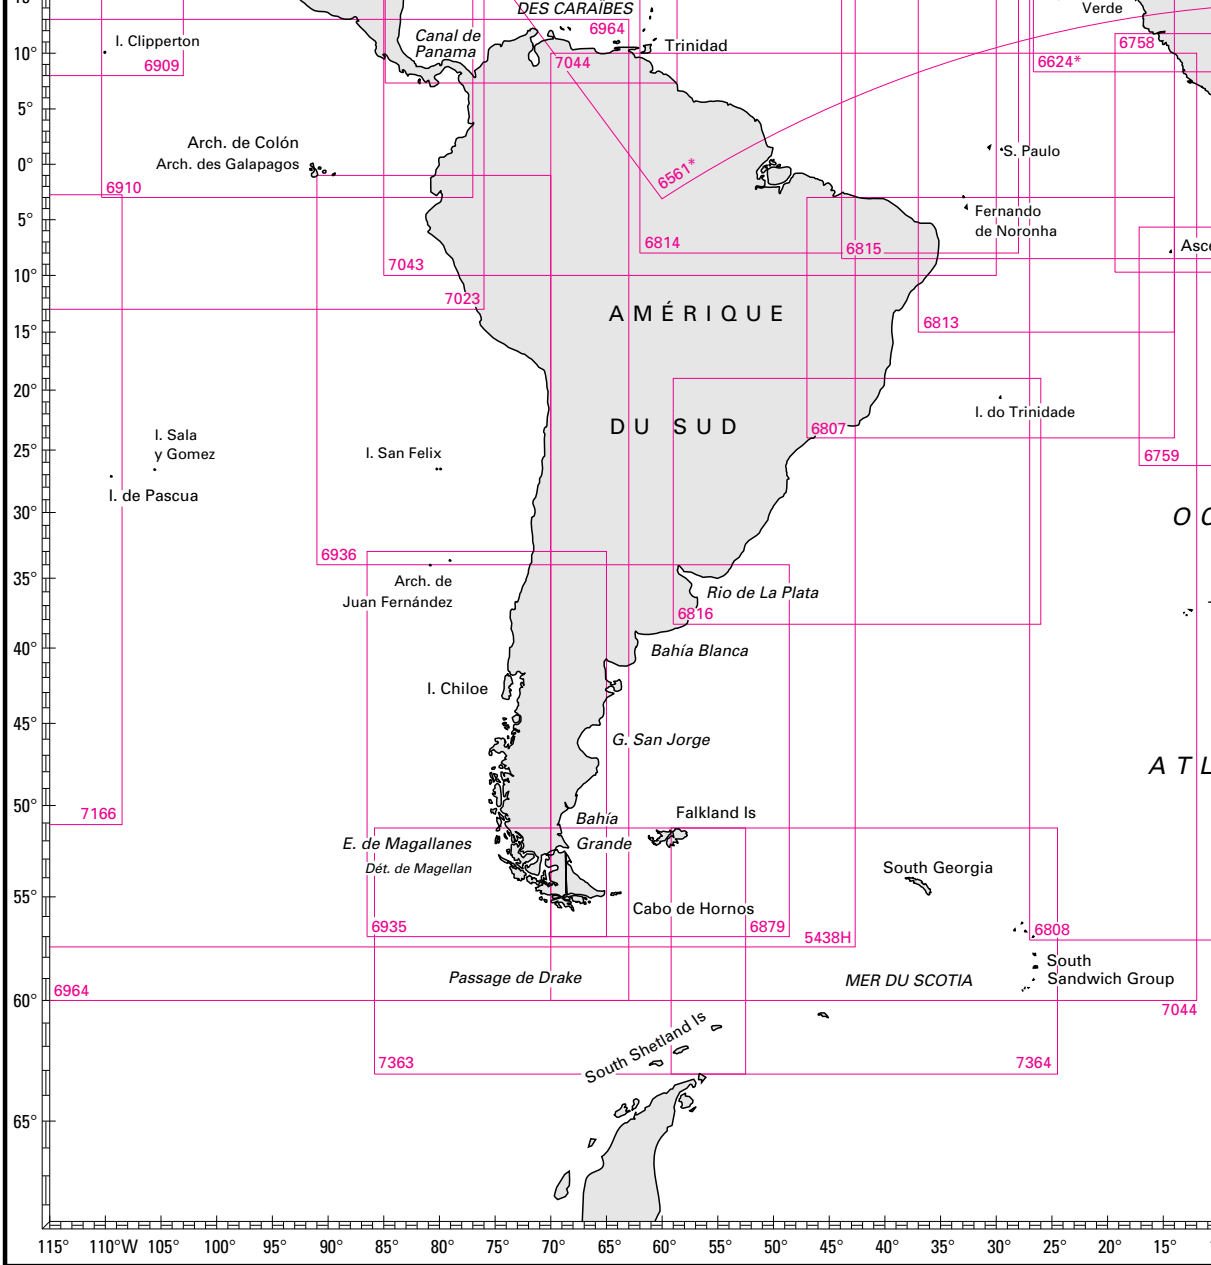 DES CARAÏBES
Verde
6964
Canal de
Panama
Trinidad
I. Clipperton
6909
7044
6758
6624*
10°
5°
0°
5°
10°
15°
20°
25°
30°
35°
40°
45°
50°
55°
60°
65°
Arch. de Colón
Arch. des Galapagos
6910
6561*
S. Paulo
Fernando
de Noronha
6814
6815
7043
7023
AMÉRIQUE
6813
DU SUD
6807
I. do Trinidade
6759
I. Sala
y Gomez
I. de Pascua
I. San Felix
6936
Arch. de
Juan Fernández
Rio de La Plata
6816
Bahía Blanca
I. Chiloe
G. San Jorge
7166
Bahía
Grande
Falkland Is
E. de Magallanes
Dét. de Magellan
South Georgia
Cabo de Hornos
6935
6879
5438H
6808
South
Sandwich Group
Passage de Drake
MER DU SCOTIA
6964
7044
South Shetland Is
7363
7364
115° 110°W 105° 100° 95° 90° 85° 80° 75° 70° 65° 60° 55° 50° 45° 40° 35° 30° 25° 20° 15°